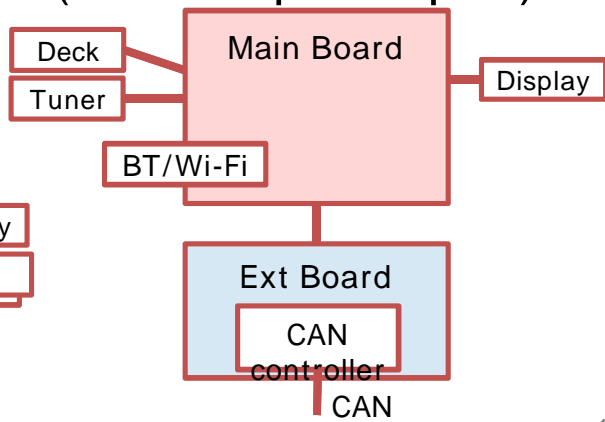 Deck
Main Board
Tuner
Display
BT/Wi-Fi
y
Ext Board
CAN
controller
CAN